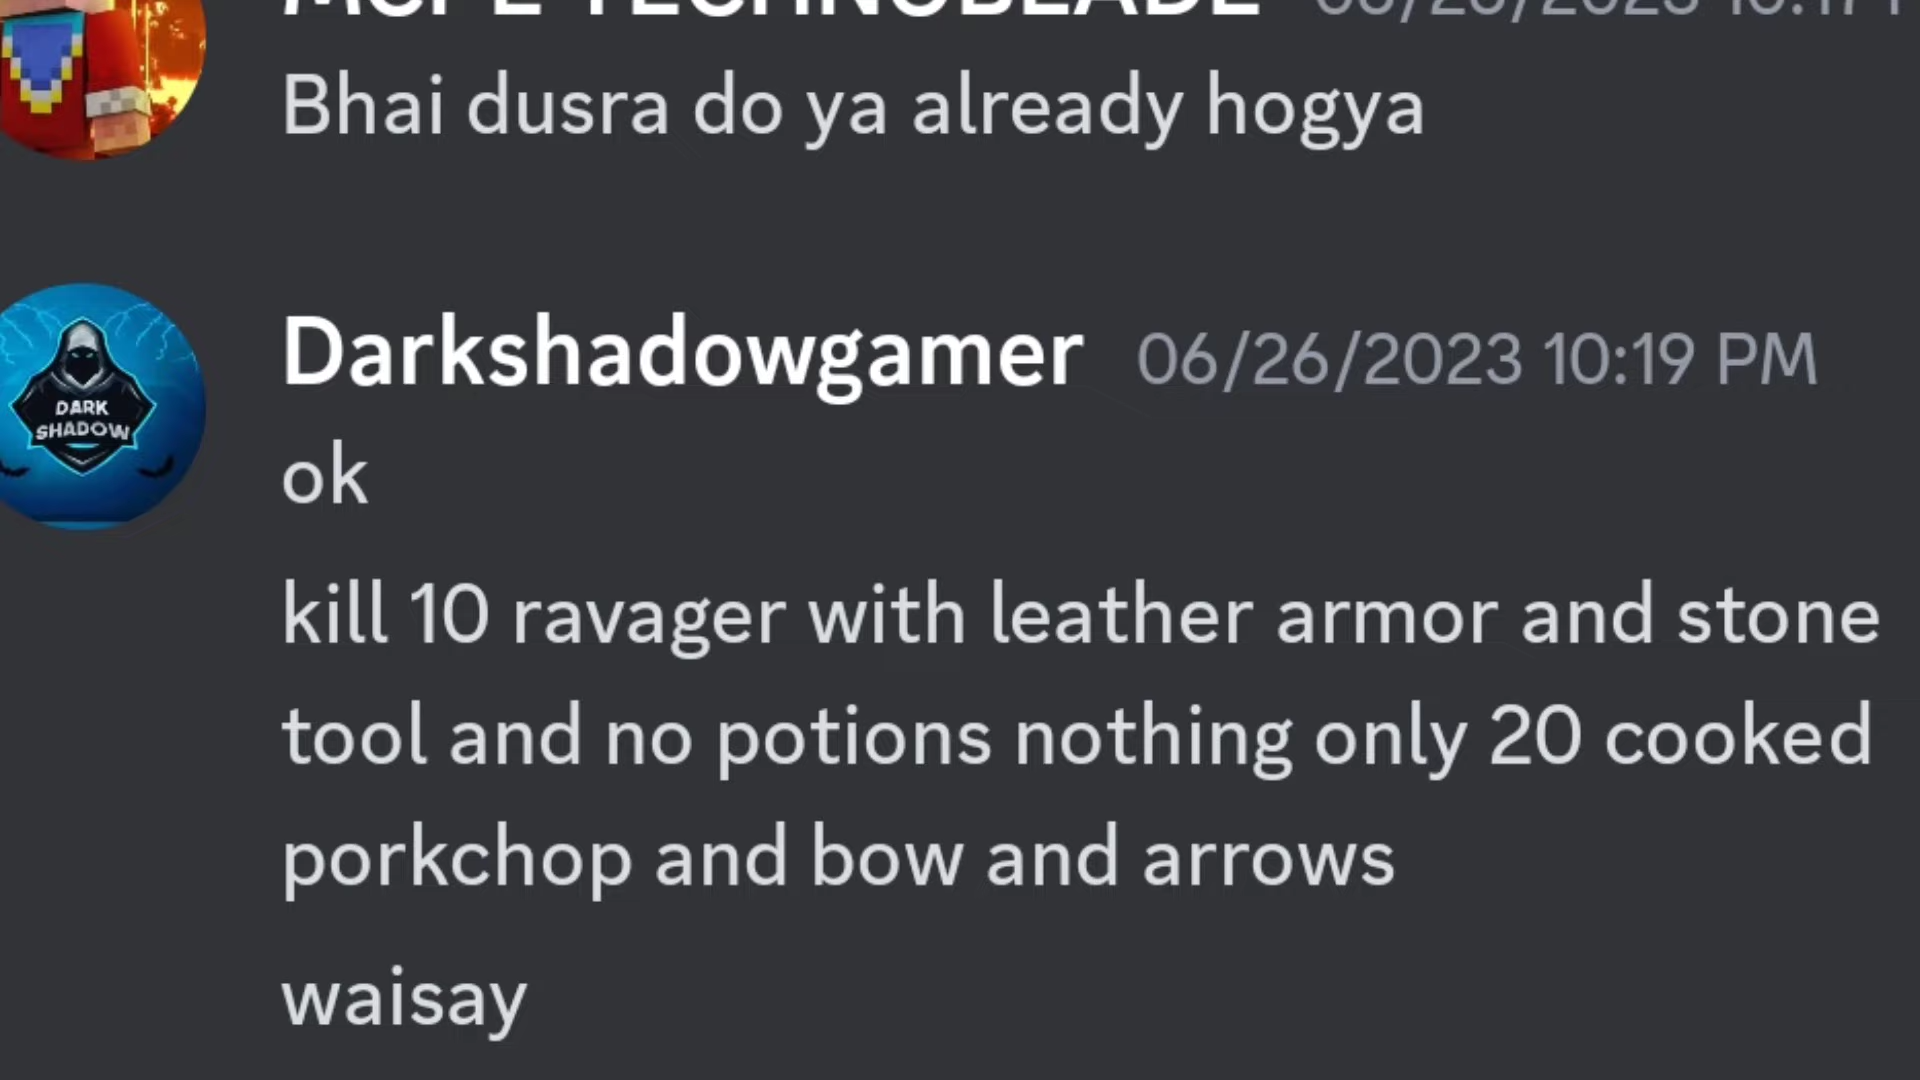 MCPE TECHNOBLADE
Bhai dusra do ya already hogya
Darkshadowgamer 06/26/2023 10:19 PM
DARK
SHADOW
ok
kill 10 ravager with leather armor and stone
tool and no potions nothing only 20 cooked
porkchop and bow and arrows
waisay